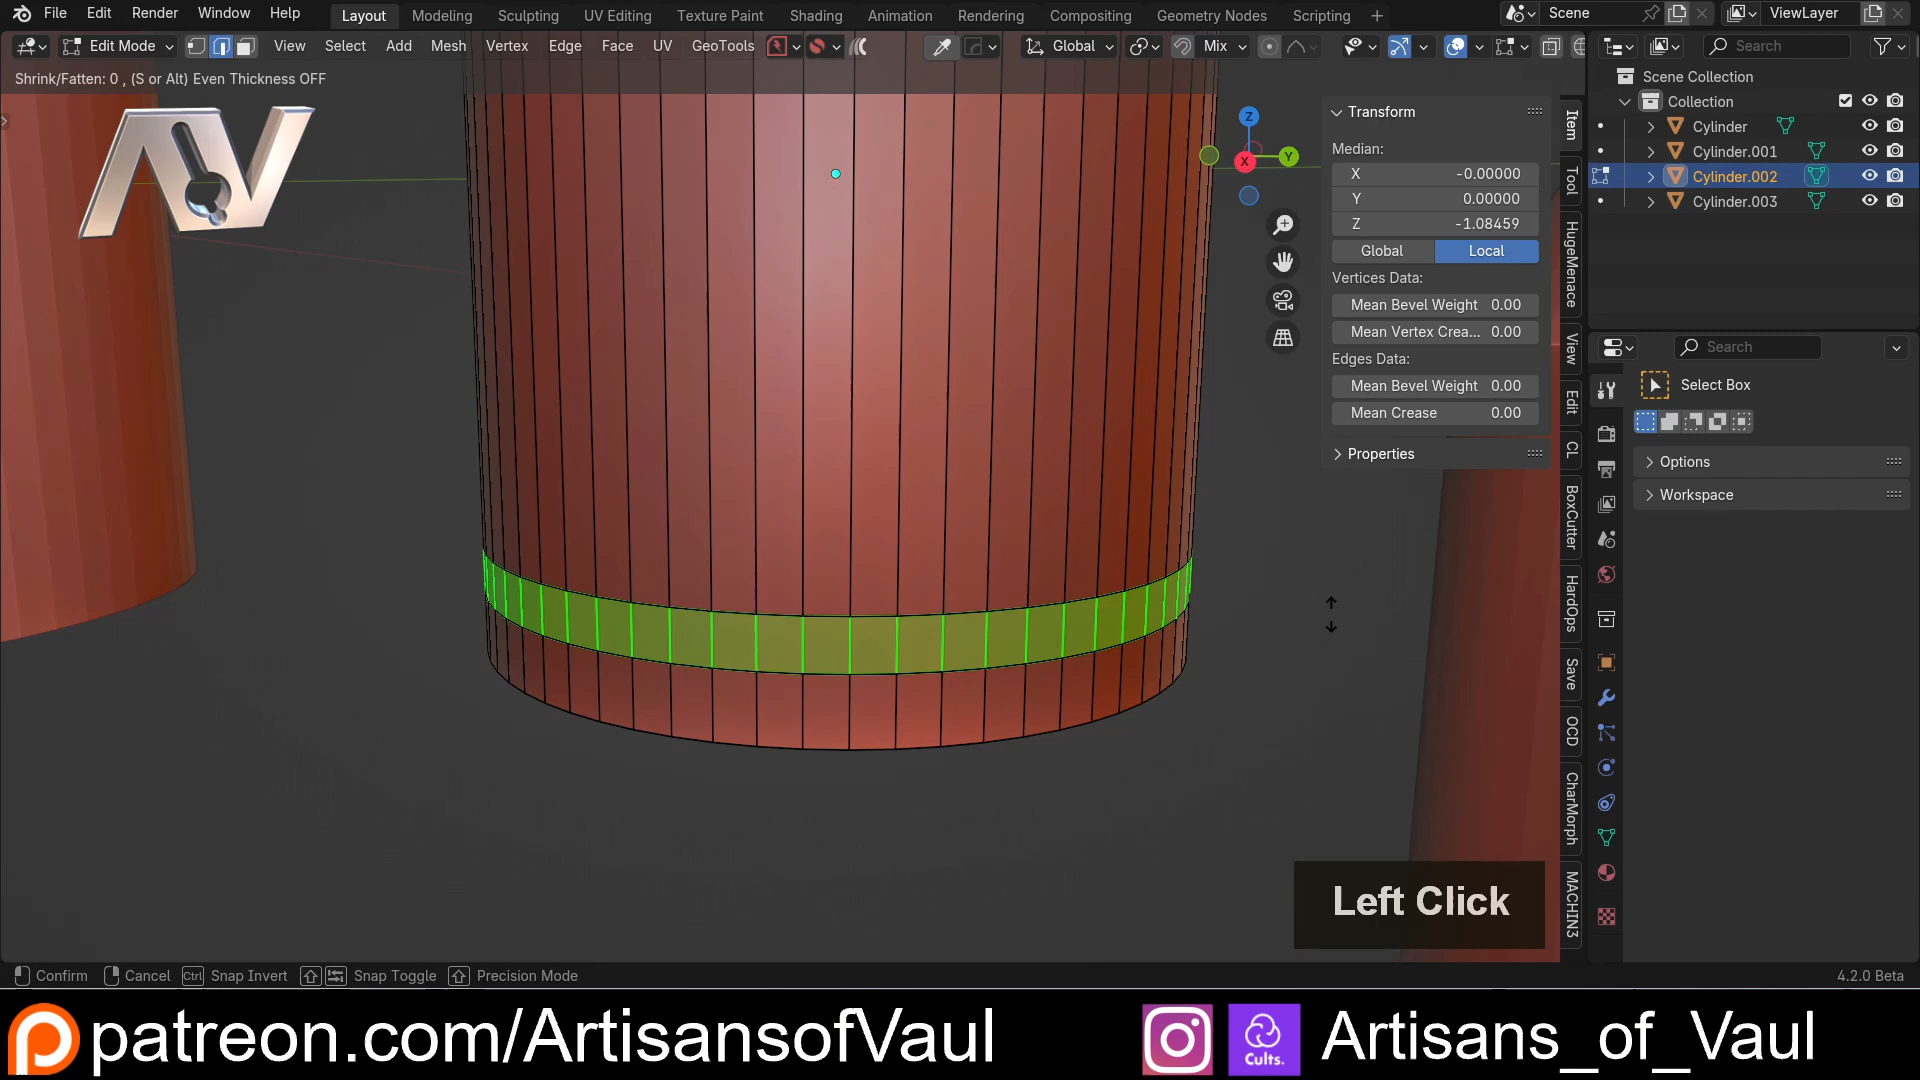 File Edit Render Window Help Layout Modeling Sculpting UV Editing Texture Paint Shading Animation Rendering Compositing Geometry Nodes Scripting + Scene ViewLayer
Edit Mode View Select Add Mesh Vertex Edge Face UV GeoTools Global Mix Search
Shrink/Fatten: 0 , (S or Alt) Even Thickness OFF
Scene Collection
Collection
Cylinder
Cylinder.001
Cylinder.002
Cylinder.003
AV
Z
Y
X
Transform
Median:
X -0.00000
Y 0.00000
Z -1.08459
Global Local
Vertices Data:
Mean Bevel Weight 0.00
Mean Vertex Crea... 0.00
Edges Data:
Mean Bevel Weight 0.00
Mean Crease 0.00
Properties
Item
Tool
HugeMenace
View
Edit
CL
BoxCutter
HardOps
Save
OCD
CharMorph
MACHIN3
Search
Select Box
Options
Workspace
Left Click
Confirm Cancel Ctrl Snap Invert Snap Toggle Precision Mode 4.2.0 Beta
patreon.com/ArtisansofVaul Cults. Artisans_of_Vaul